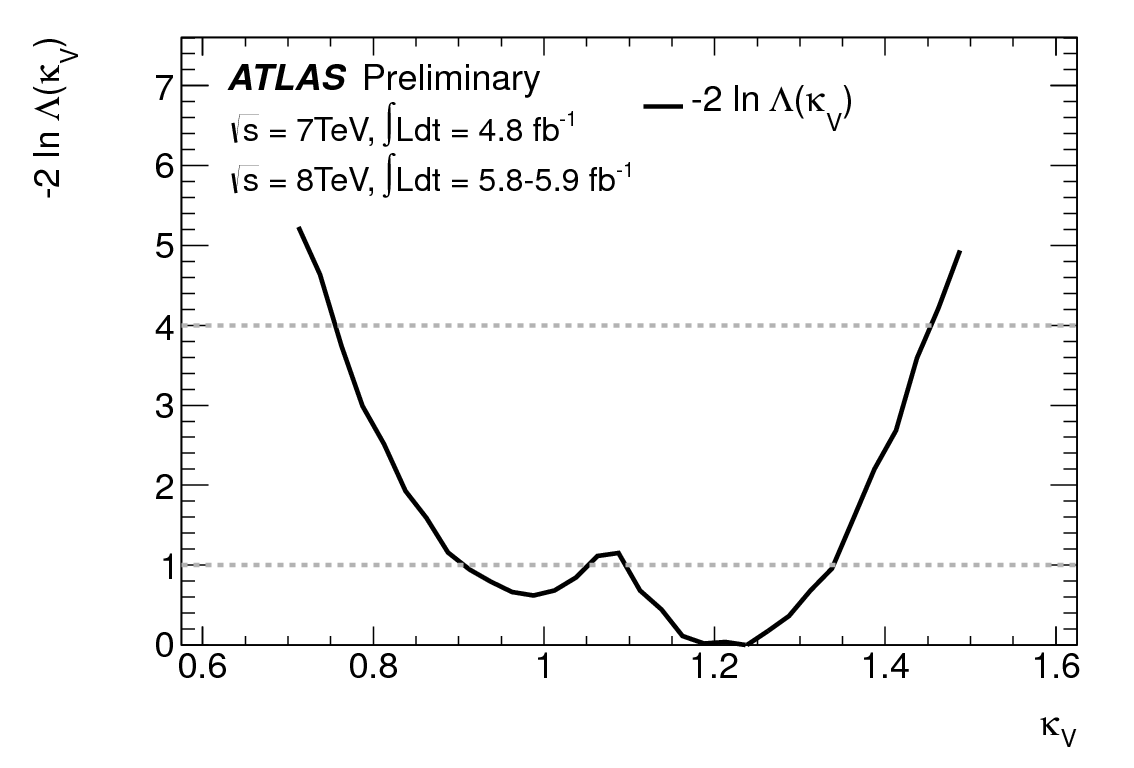 -2 ln Λ(κV)
ATLAS Preliminary
√s = 7TeV, ∫Ldt = 4.8 fb-1
√s = 8TeV, ∫Ldt = 5.8-5.9 fb-1
-2 ln Λ(κV)
7
6
5
4
3
2
1
0
0.6 0.8 1 1.2 1.4 1.6
κV